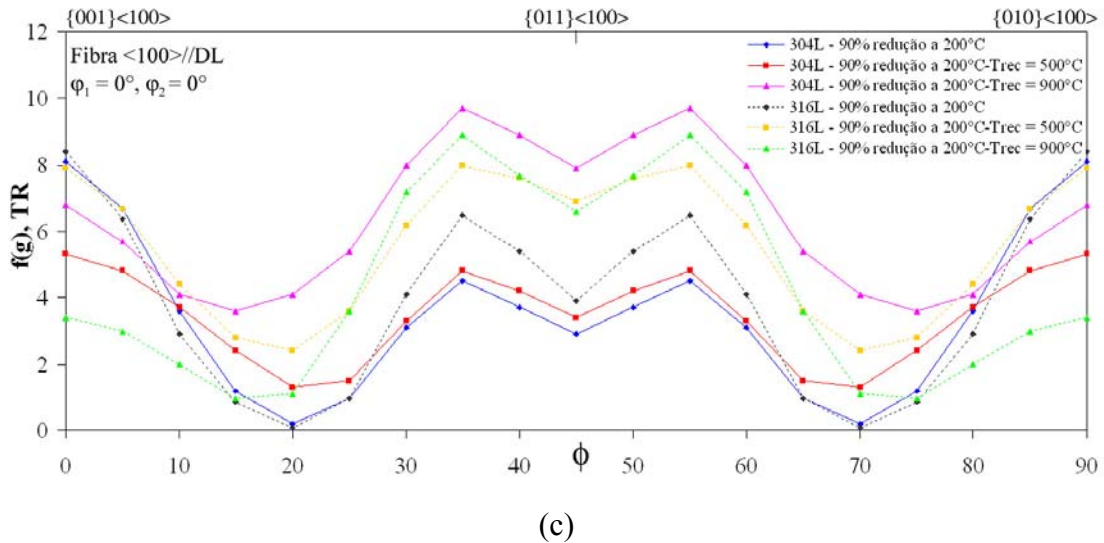 {001}<100> {011}<100> {010}<100>
12
10
8
6
4
2
0
f(g), TR
Fibra <100>//DL
φ₁ = 0°, φ₂ = 0°
304L - 90% redução a 200°C
304L - 90% redução a 200°C-Trec = 500°C
304L - 90% redução a 200°C-Trec = 900°C
316L - 90% redução a 200°C
316L - 90% redução a 200°C-Trec = 500°C
316L - 90% redução a 200°C-Trec = 900°C
0 10 20 30 40 ϕ 50 60 70 80 90
(c)